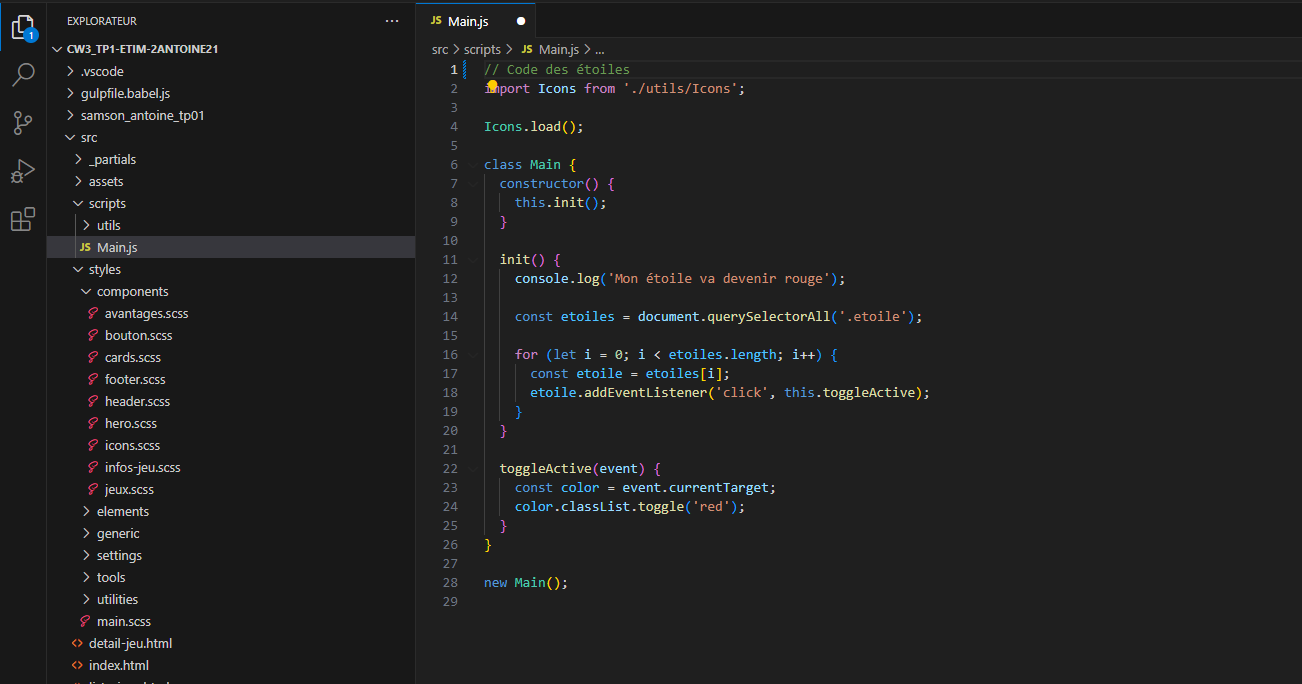 EXPLORATEUR
CW3_TP1-ETIM-2ANTOINE21
.vscode
gulpfile.babel.js
samson_antoine_tp01
src
_partials
assets
scripts
utils
JS Main.js
styles
components
avantages.scss
bouton.scss
cards.scss
footer.scss
header.scss
hero.scss
icons.scss
infos-jeu.scss
jeux.scss
elements
generic
settings
tools
utilities
main.scss
detail-jeu.html
index.html
1
JS Main.js
src > scripts > JS Main.js > ...
1 // Code des étoiles
2 import Icons from './utils/Icons';
3
4 Icons.load();
5
6 class Main {
7 constructor() {
8 this.init();
9 }
10
11 init() {
12 console.log('Mon étoile va devenir rouge');
13
14 const etoiles = document.querySelectorAll('.etoile');
15
16 for (let i = 0; i < etoiles.length; i++) {
17 const etoile = etoiles[i];
18 etoile.addEventListener('click', this.toggleActive);
19 }
20 }
21
22 toggleActive(event) {
23 const color = event.currentTarget;
24 color.classList.toggle('red');
25 }
26 }
27
28 new Main();
29